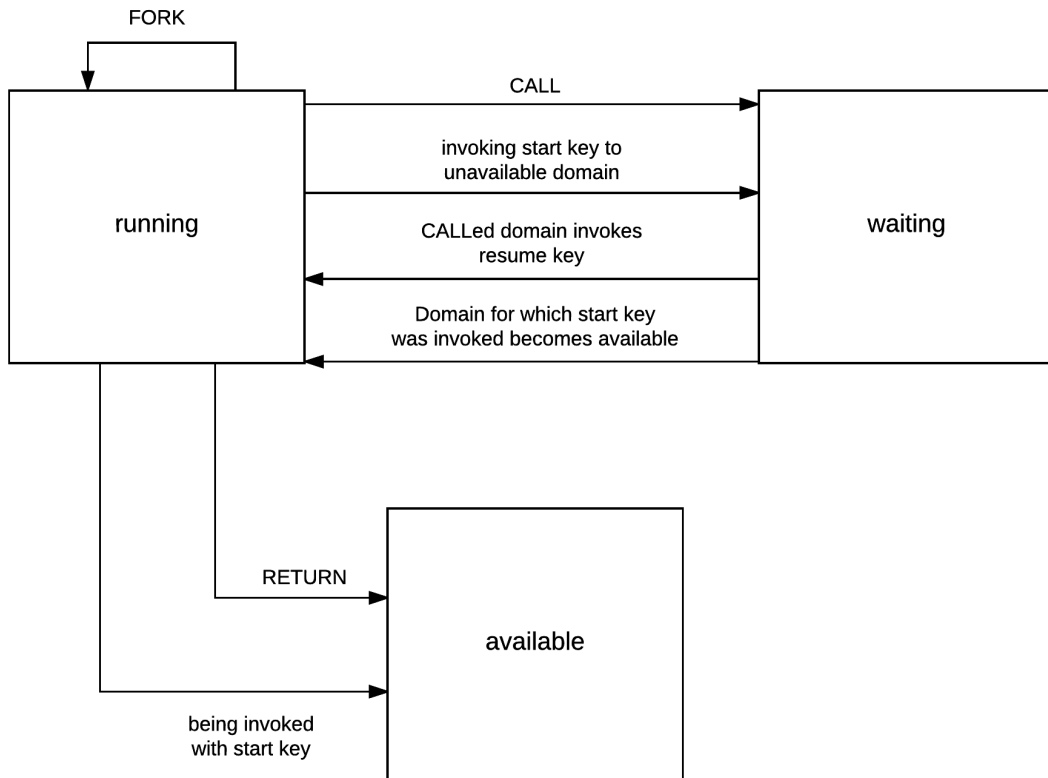 FORK
CALL
invoking start key to
unavailable domain
running
waiting
CALLed domain invokes
resume key
Domain for which start key
was invoked becomes available
RETURN
available
being invoked
with start key